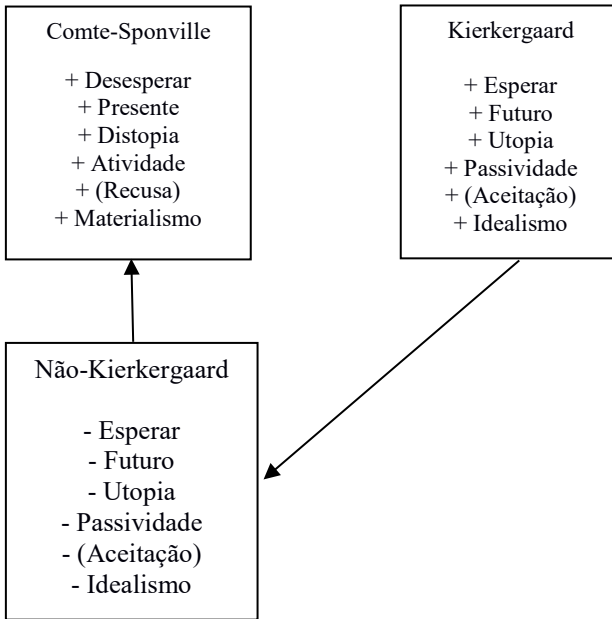 Comte-Sponville
+ Desesperar
+ Presente
+ Distopia
+ Atividade
+ (Recusa)
+ Materialismo
Kierkergaard
+ Esperar
+ Futuro
+ Utopia
+ Passividade
+ (Aceitação)
+ Idealismo
Não-Kierkergaard
- Esperar
- Futuro
- Utopia
- Passividade
- (Aceitação)
- Idealismo